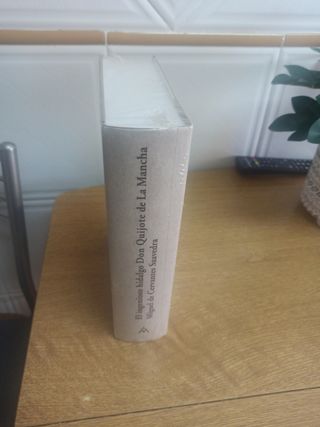 El ingenioso hidalgo Don Quijote de La Mancha
Miguel de Cervantes Saavedra